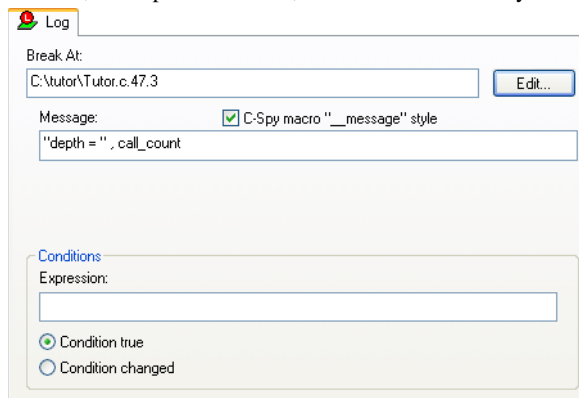 L Log
Break At:
C:\tutor\Tutor.c.47.3 Edit...
Message: C-Spy macro "__message" style
"depth = " , call_count
Conditions
Expression:
Condition true
Condition changed